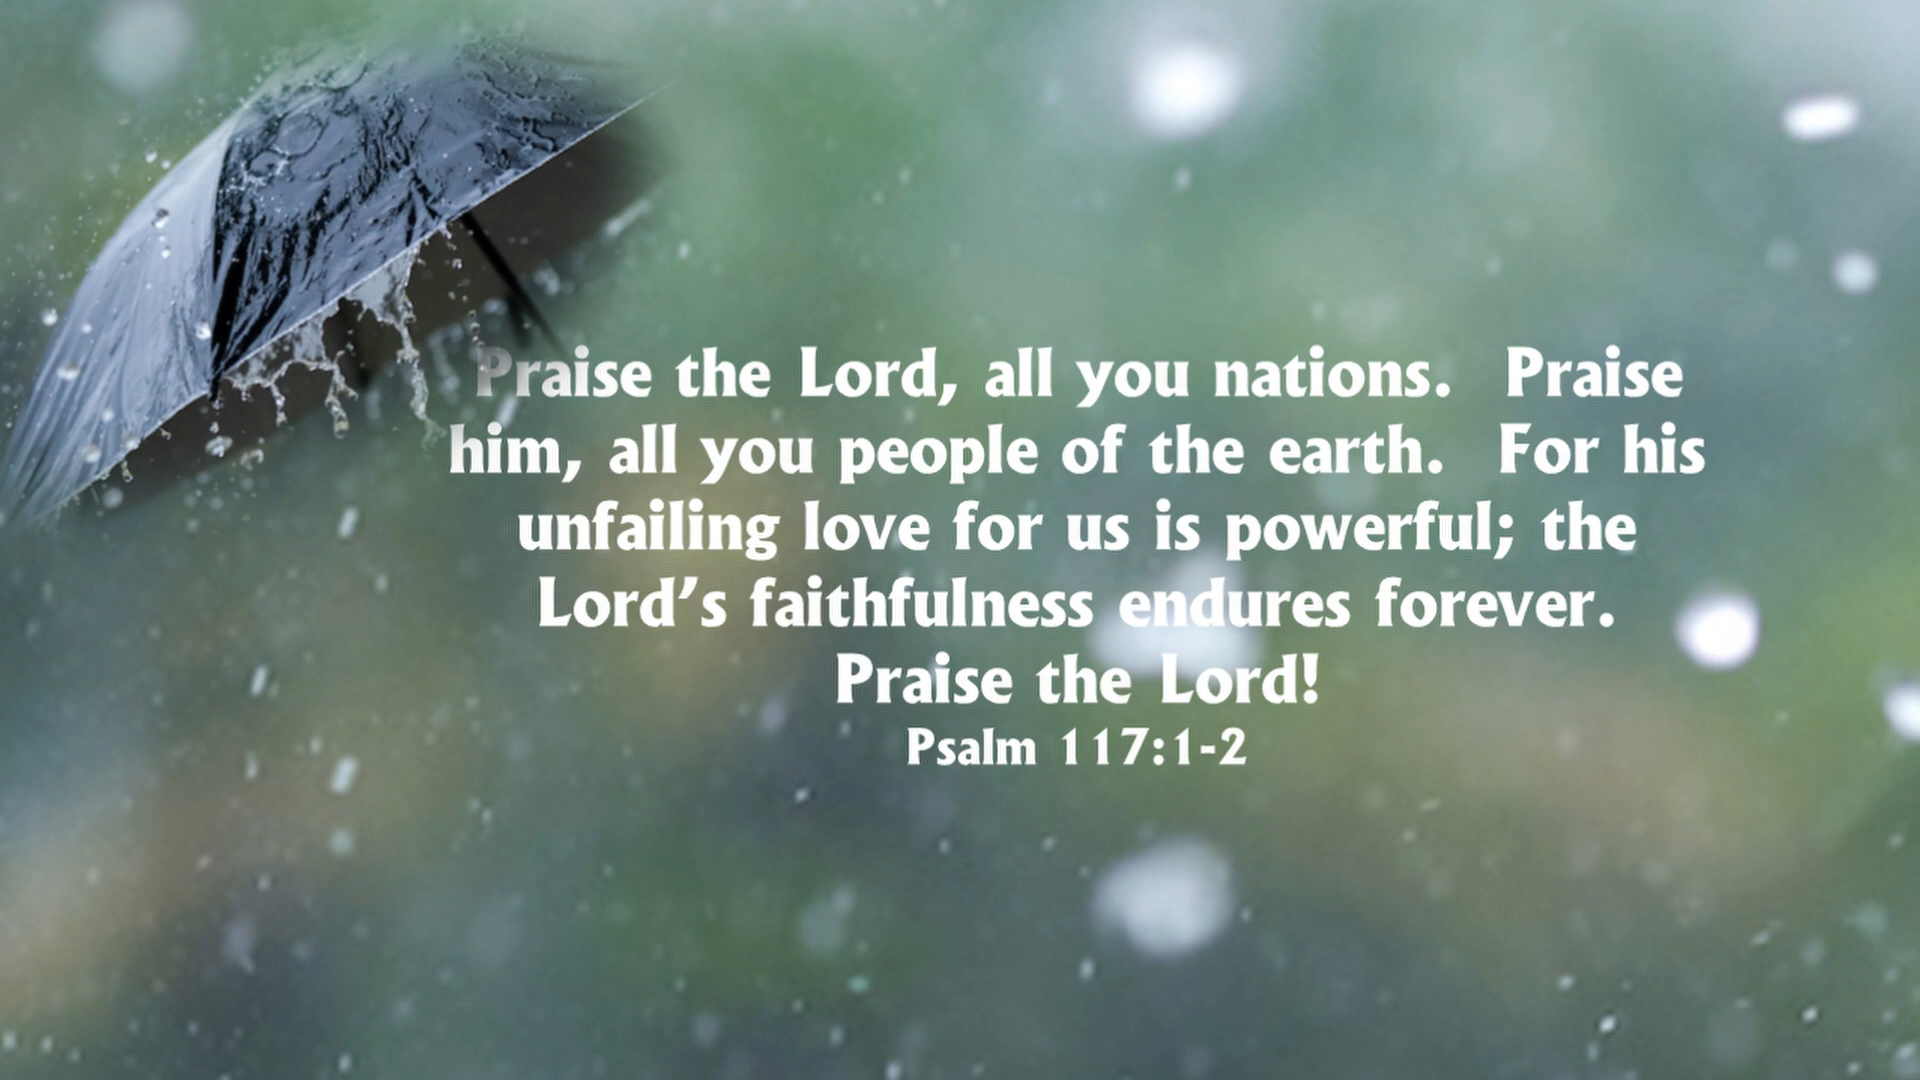 Praise the Lord, all you nations.  Praise
him, all you people of the earth.  For his
unfailing love for us is powerful; the
Lord’s faithfulness endures forever.
Praise the Lord!
Psalm 117:1-2